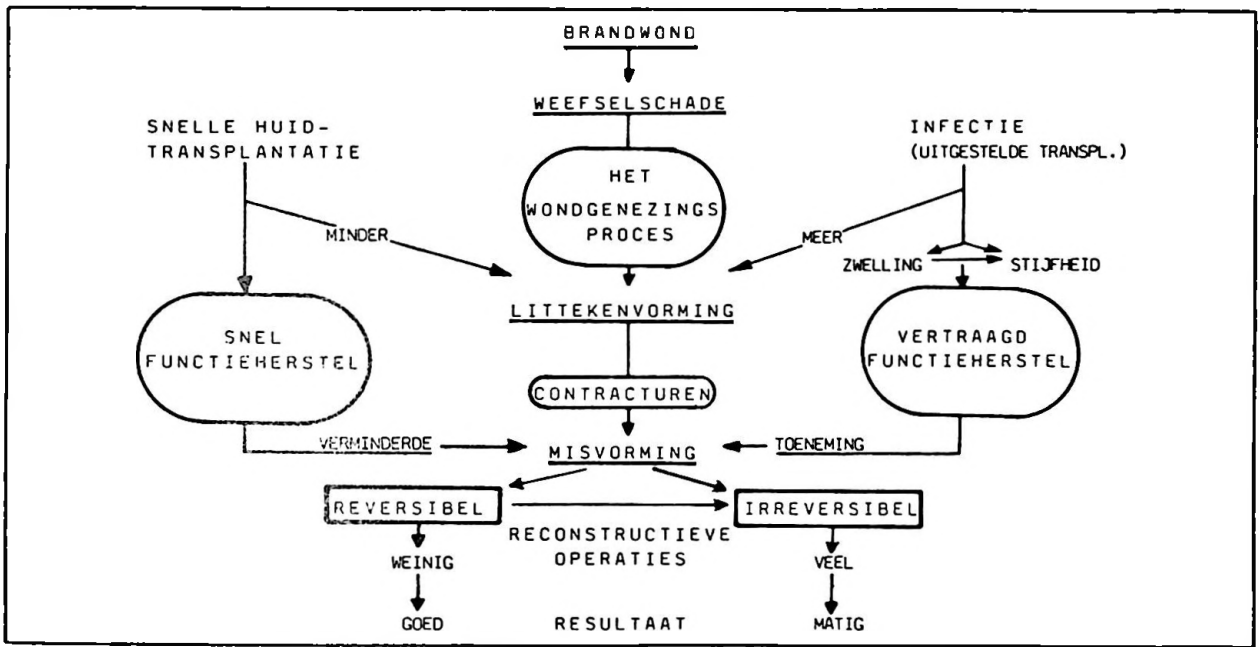 BRANDWOND
WEEFSELSCHADE
SNELLE HUID-
TRANSPLANTATIE
INFECTIE
(UITGESTELDE TRANSPL.)
HET
WONDGENEZINGS
PROCES
MINDER
MEER
ZWELLING
STIJFHEID
LITTEKENVORMING
SNEL
FUNCTIEHERSTEL
VERTRAAGD
FUNCTIEHERSTEL
CONTRACTUREN
VERMINDERDE
MISVORMING
TOENEMING
REVERSIBEL
IRREVERSIBEL
RECONSTRUCTIEVE
OPERATIES
WEINIG
VEEL
GOED
RESULTAAT
MATIG